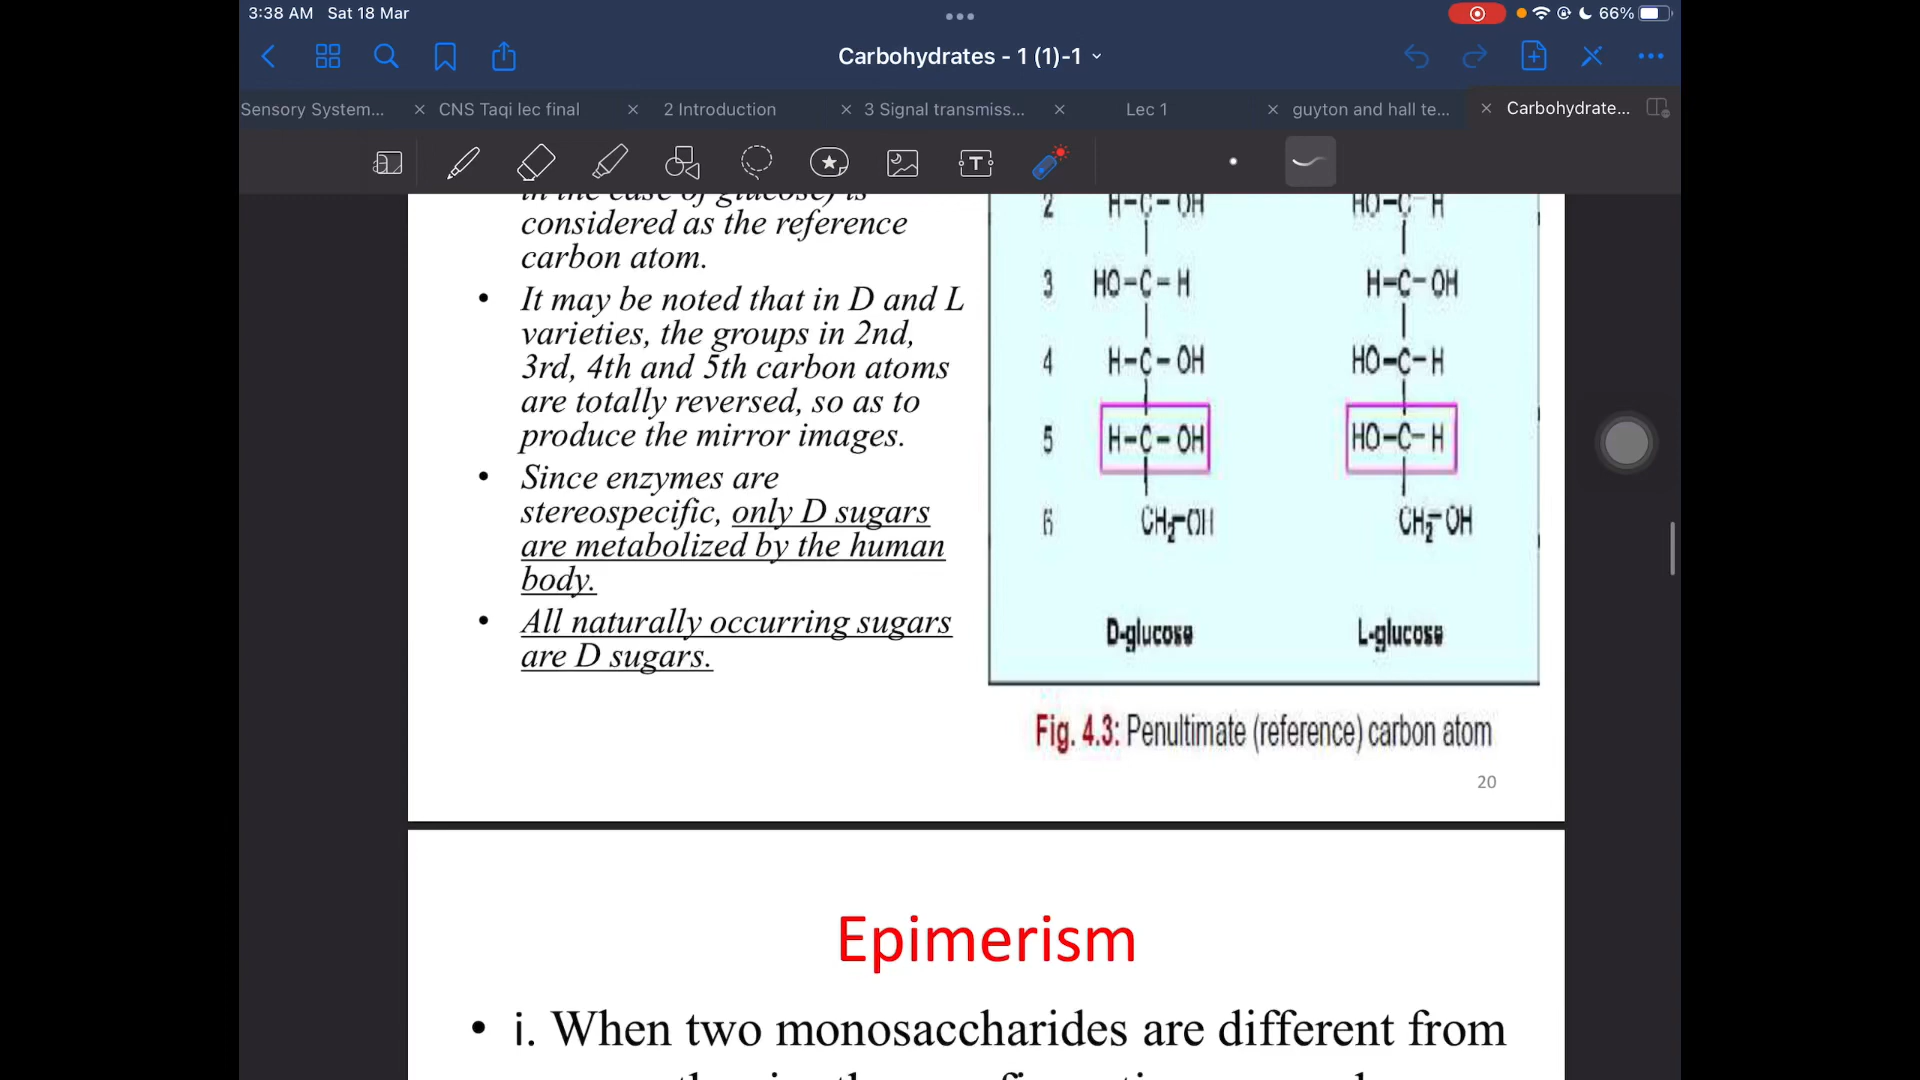 3:38 AM Sat 18 Mar
66%
Carbohydrates - 1 (1)-1
Sensory System... CNS Taqi lec final 2 Introduction 3 Signal transmiss... Lec 1 guyton and hall te... Carbohydrate...
T
in the case of glucose) is
considered as the reference
carbon atom.
• It may be noted that in D and L
varieties, the groups in 2nd,
3rd, 4th and 5th carbon atoms
are totally reversed, so as to
produce the mirror images.
• Since enzymes are
stereospecific, only D sugars
are metabolized by the human
body.
• All naturally occurring sugars
are D sugars.
2 H-C-OH HO-C-H
3 HO-C-H H-C-OH
4 H-C-OH HO-C-H
5 H-C-OH HO-C-H
6 CH2-OH CH2-OH
D-glucose L-glucose
Fig. 4.3: Penultimate (reference) carbon atom
20
Epimerism
• i. When two monosaccharides are different from